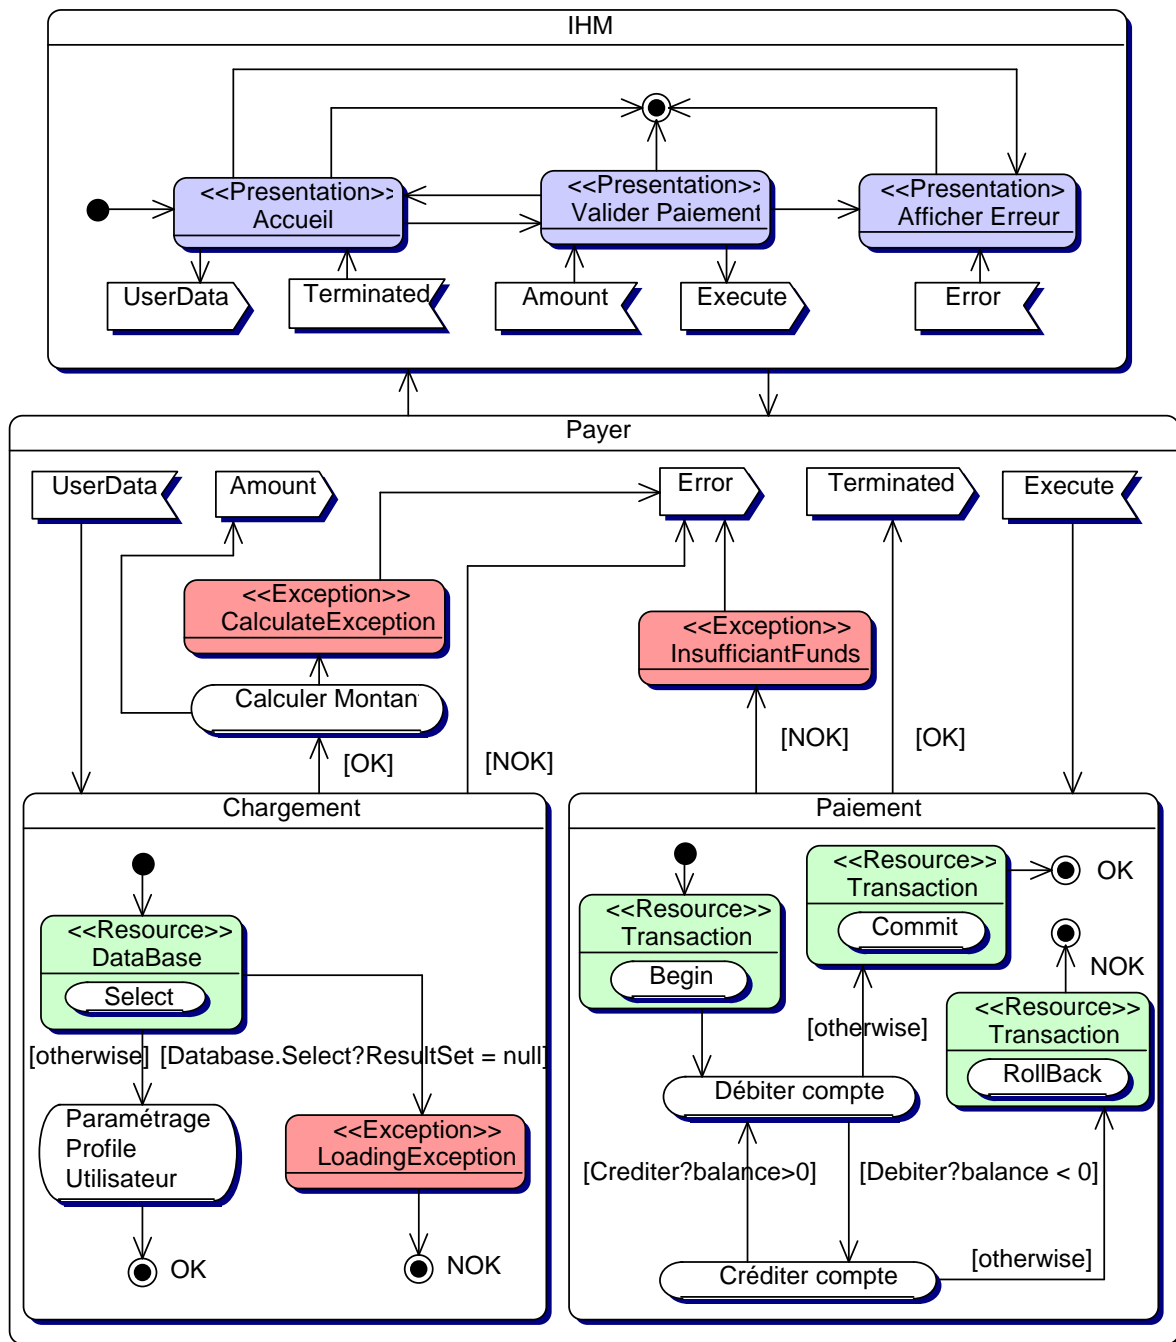 IHM
<<Presentation>>
Accueil
<<Presentation>>
Valider Paiement
<<Presentation>
Afficher Erreur
UserData
Terminated
Amount
Execute
Error
Payer
UserData
Amount
Error
Terminated
Execute
<<Exception>>
CalculateException
<<Exception>>
InsufficiantFunds
Calculer Montan
[OK]
[NOK]
[NOK]
[OK]
Chargement
<<Resource>>
DataBase
Select
[otherwise]
[Database.Select?ResultSet = null]
Paramétrage
Profile
Utilisateur
<<Exception>>
LoadingException
OK
NOK
Paiement
<<Resource>>
Transaction
Begin
<<Resource>>
Transaction
Commit
OK
NOK
<<Resource>>
Transaction
RollBack
[otherwise]
Débiter compte
[Crediter?balance>0]
[Debiter?balance < 0]
Créditer compte
[otherwise]